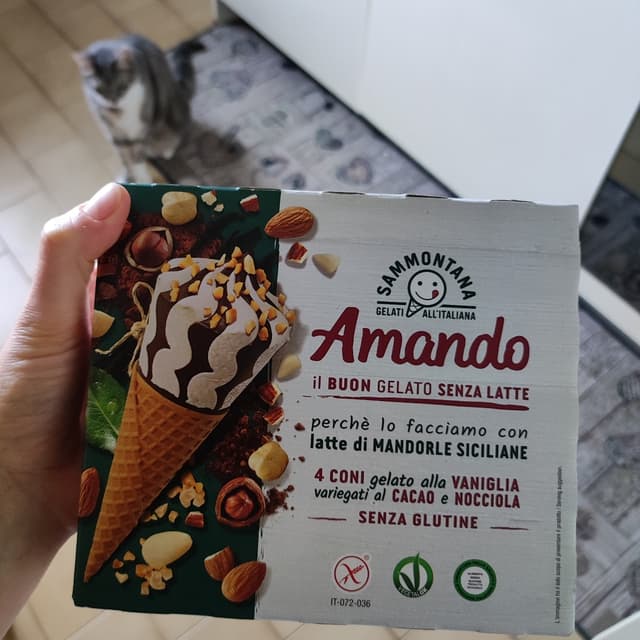 SAMMONTANA
GELATI ALL'ITALIANA
Amando
il BUON GELATO SENZA LATTE
perchè lo facciamo con
latte di MANDORLE SICILIANE
4 CONI gelato alla VANIGLIA
variegati al CACAO e NOCCIOLA
SENZA GLUTINE
IT-072-036